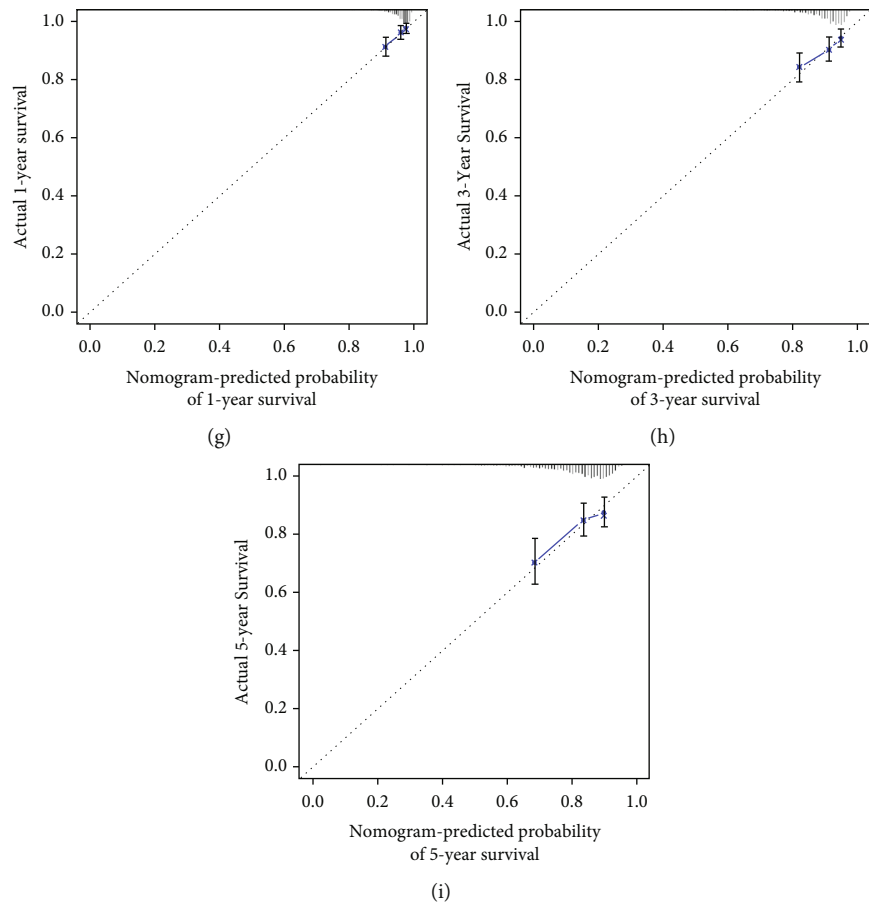 1.0
0.8
0.6
0.4
0.2
0.0
Actual 1-year survival
0.0 0.2 0.4 0.6 0.8 1.0
Nomogram-predicted probability
of 1-year survival
(g)
1.0
0.8
0.6
0.4
0.2
0.0
Actual 3-Year Survival
0.0 0.2 0.4 0.6 0.8 1.0
Nomogram-predicted probability
of 3-year survival
(h)
1.0
0.8
0.6
0.4
0.2
0.0
Actual 5-year Survival
0.0 0.2 0.4 0.6 0.8 1.0
Nomogram-predicted probability
of 5-year survival
(i)